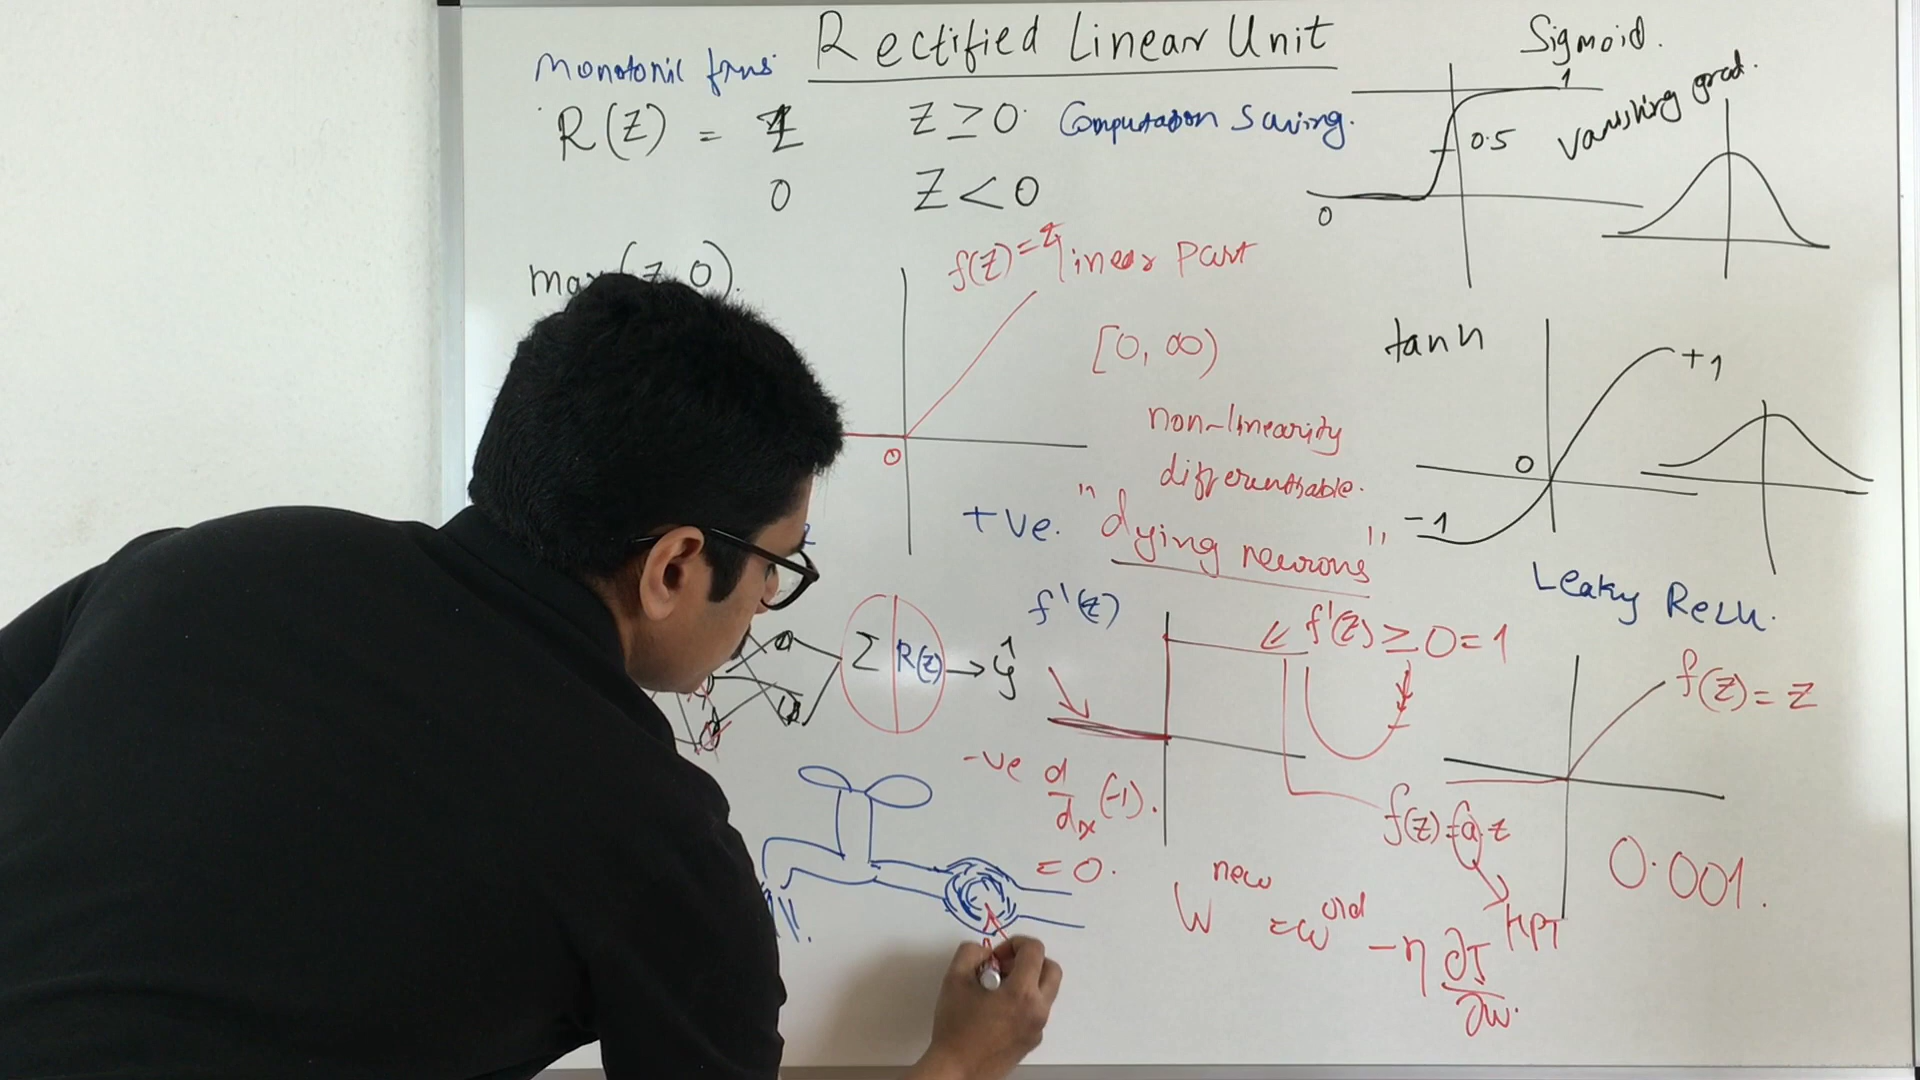 Rectified Linear Unit
Monotonic
R(Z) = Z Z ≥ 0 Computation Saving.
0 Z < 0
max(z, 0).
f(z) = z linear Part
[0, ∞)
0
non-linearity
differentiable.
+ve. "dying neurons"
Sigmoid.
1
0.5
0
vanishing grad.
tanh
+1
0
-1
Leaky ReLU.
Σ R(z) → ŷ
f'(z)
f'(z) ≥ 0 = 1
f(z) = z
-ve d/dx (-1).
= 0.
f(z) = a z
HPT
0.001.
W^new = w^old - η ∂J/∂w.